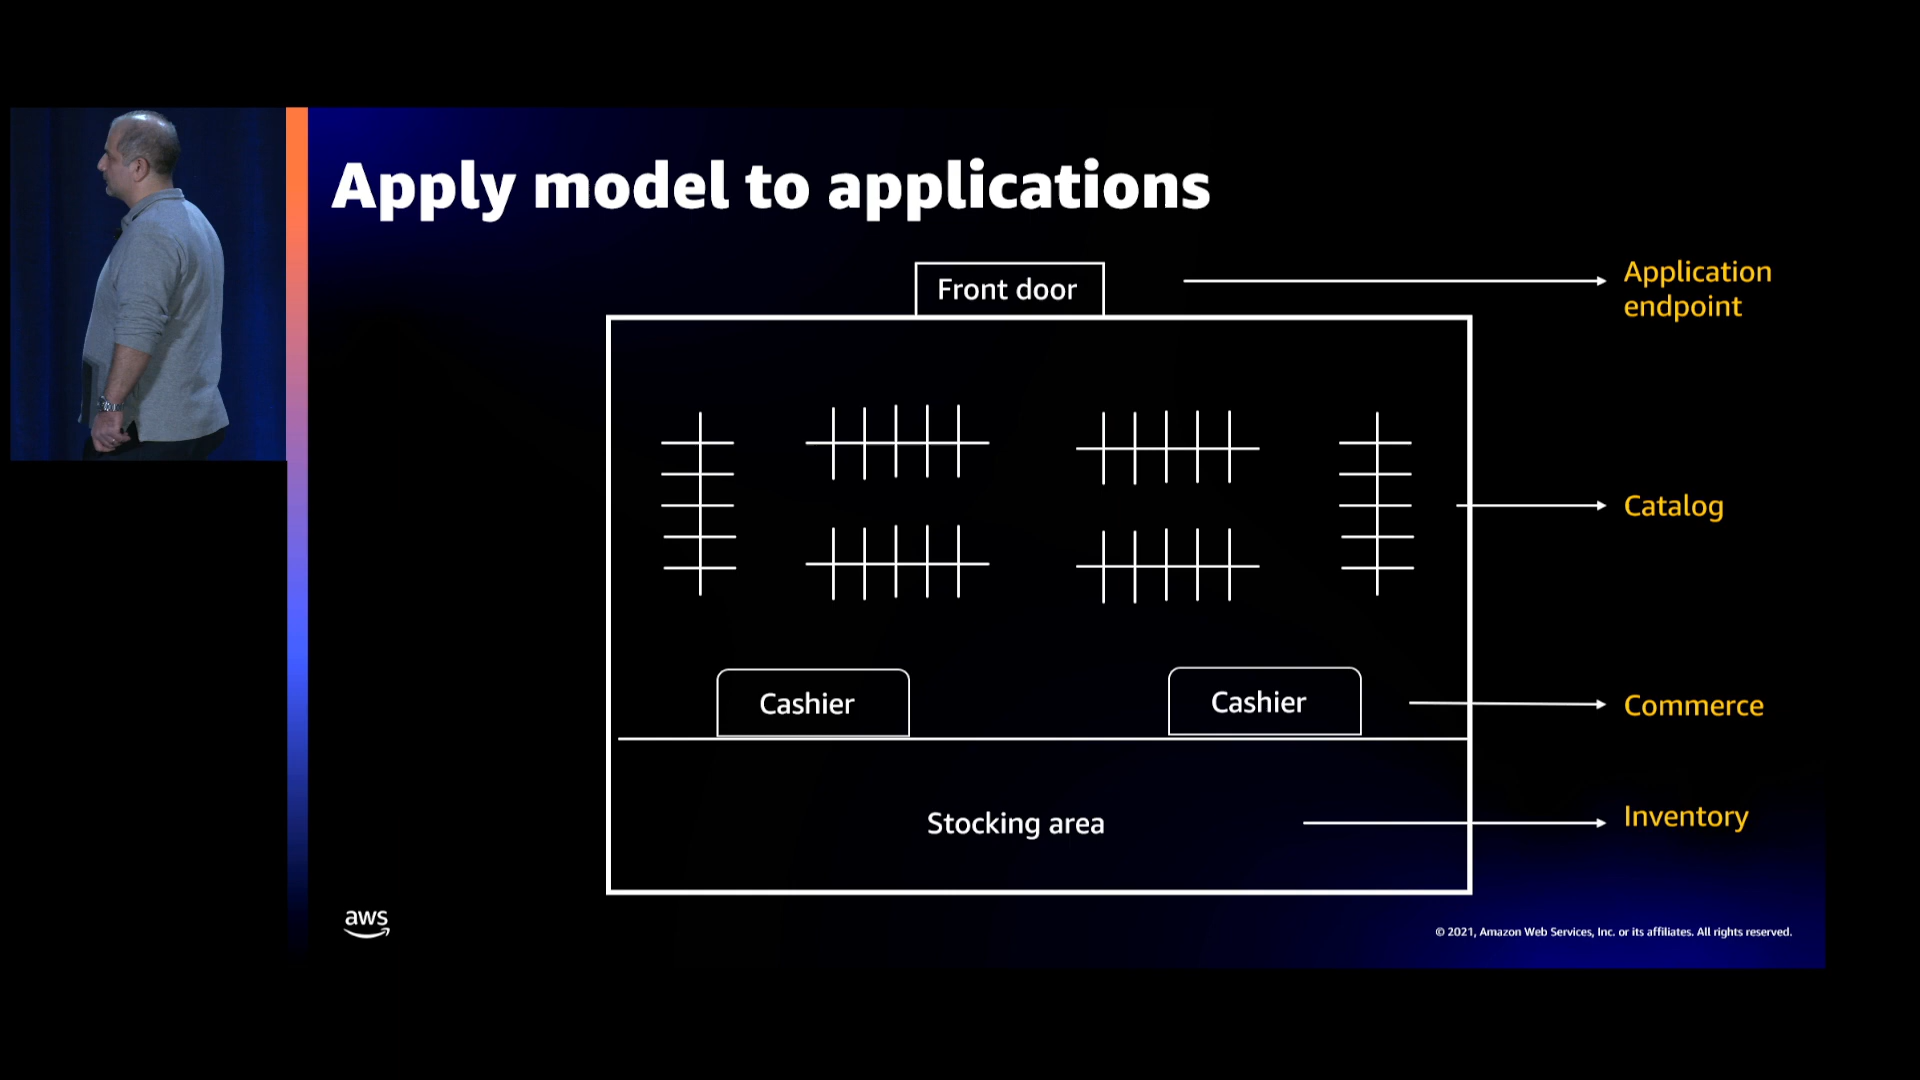 Apply model to applications
Front door
Application
endpoint
Catalog
Cashier
Cashier
Commerce
Stocking area
Inventory
aws
© 2021, Amazon Web Services, Inc. or its affiliates. All rights reserved.